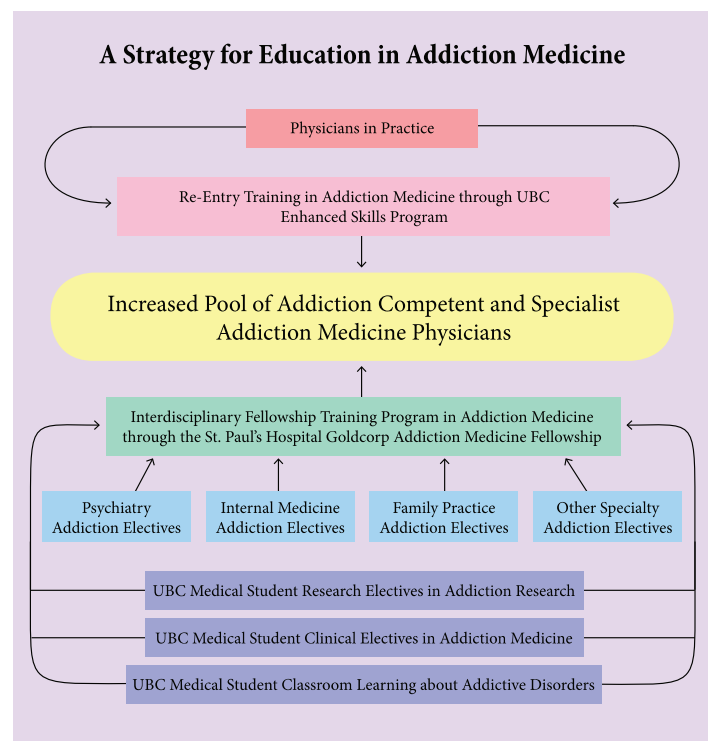 A Strategy for Education in Addiction Medicine
Physicians in Practice
Re-Entry Training in Addiction Medicine through UBC
Enhanced Skills Program
Increased Pool of Addiction Competent and Specialist
Addiction Medicine Physicians
Interdisciplinary Fellowship Training Program in Addiction Medicine
through the St. Paul's Hospital Goldcorp Addiction Medicine Fellowship
Psychiatry
Addiction Electives
Internal Medicine
Addiction Electives
Family Practice
Addiction Electives
Other Specialty
Addiction Electives
UBC Medical Student Research Electives in Addiction Research
UBC Medical Student Clinical Electives in Addiction Medicine
UBC Medical Student Classroom Learning about Addictive Disorders